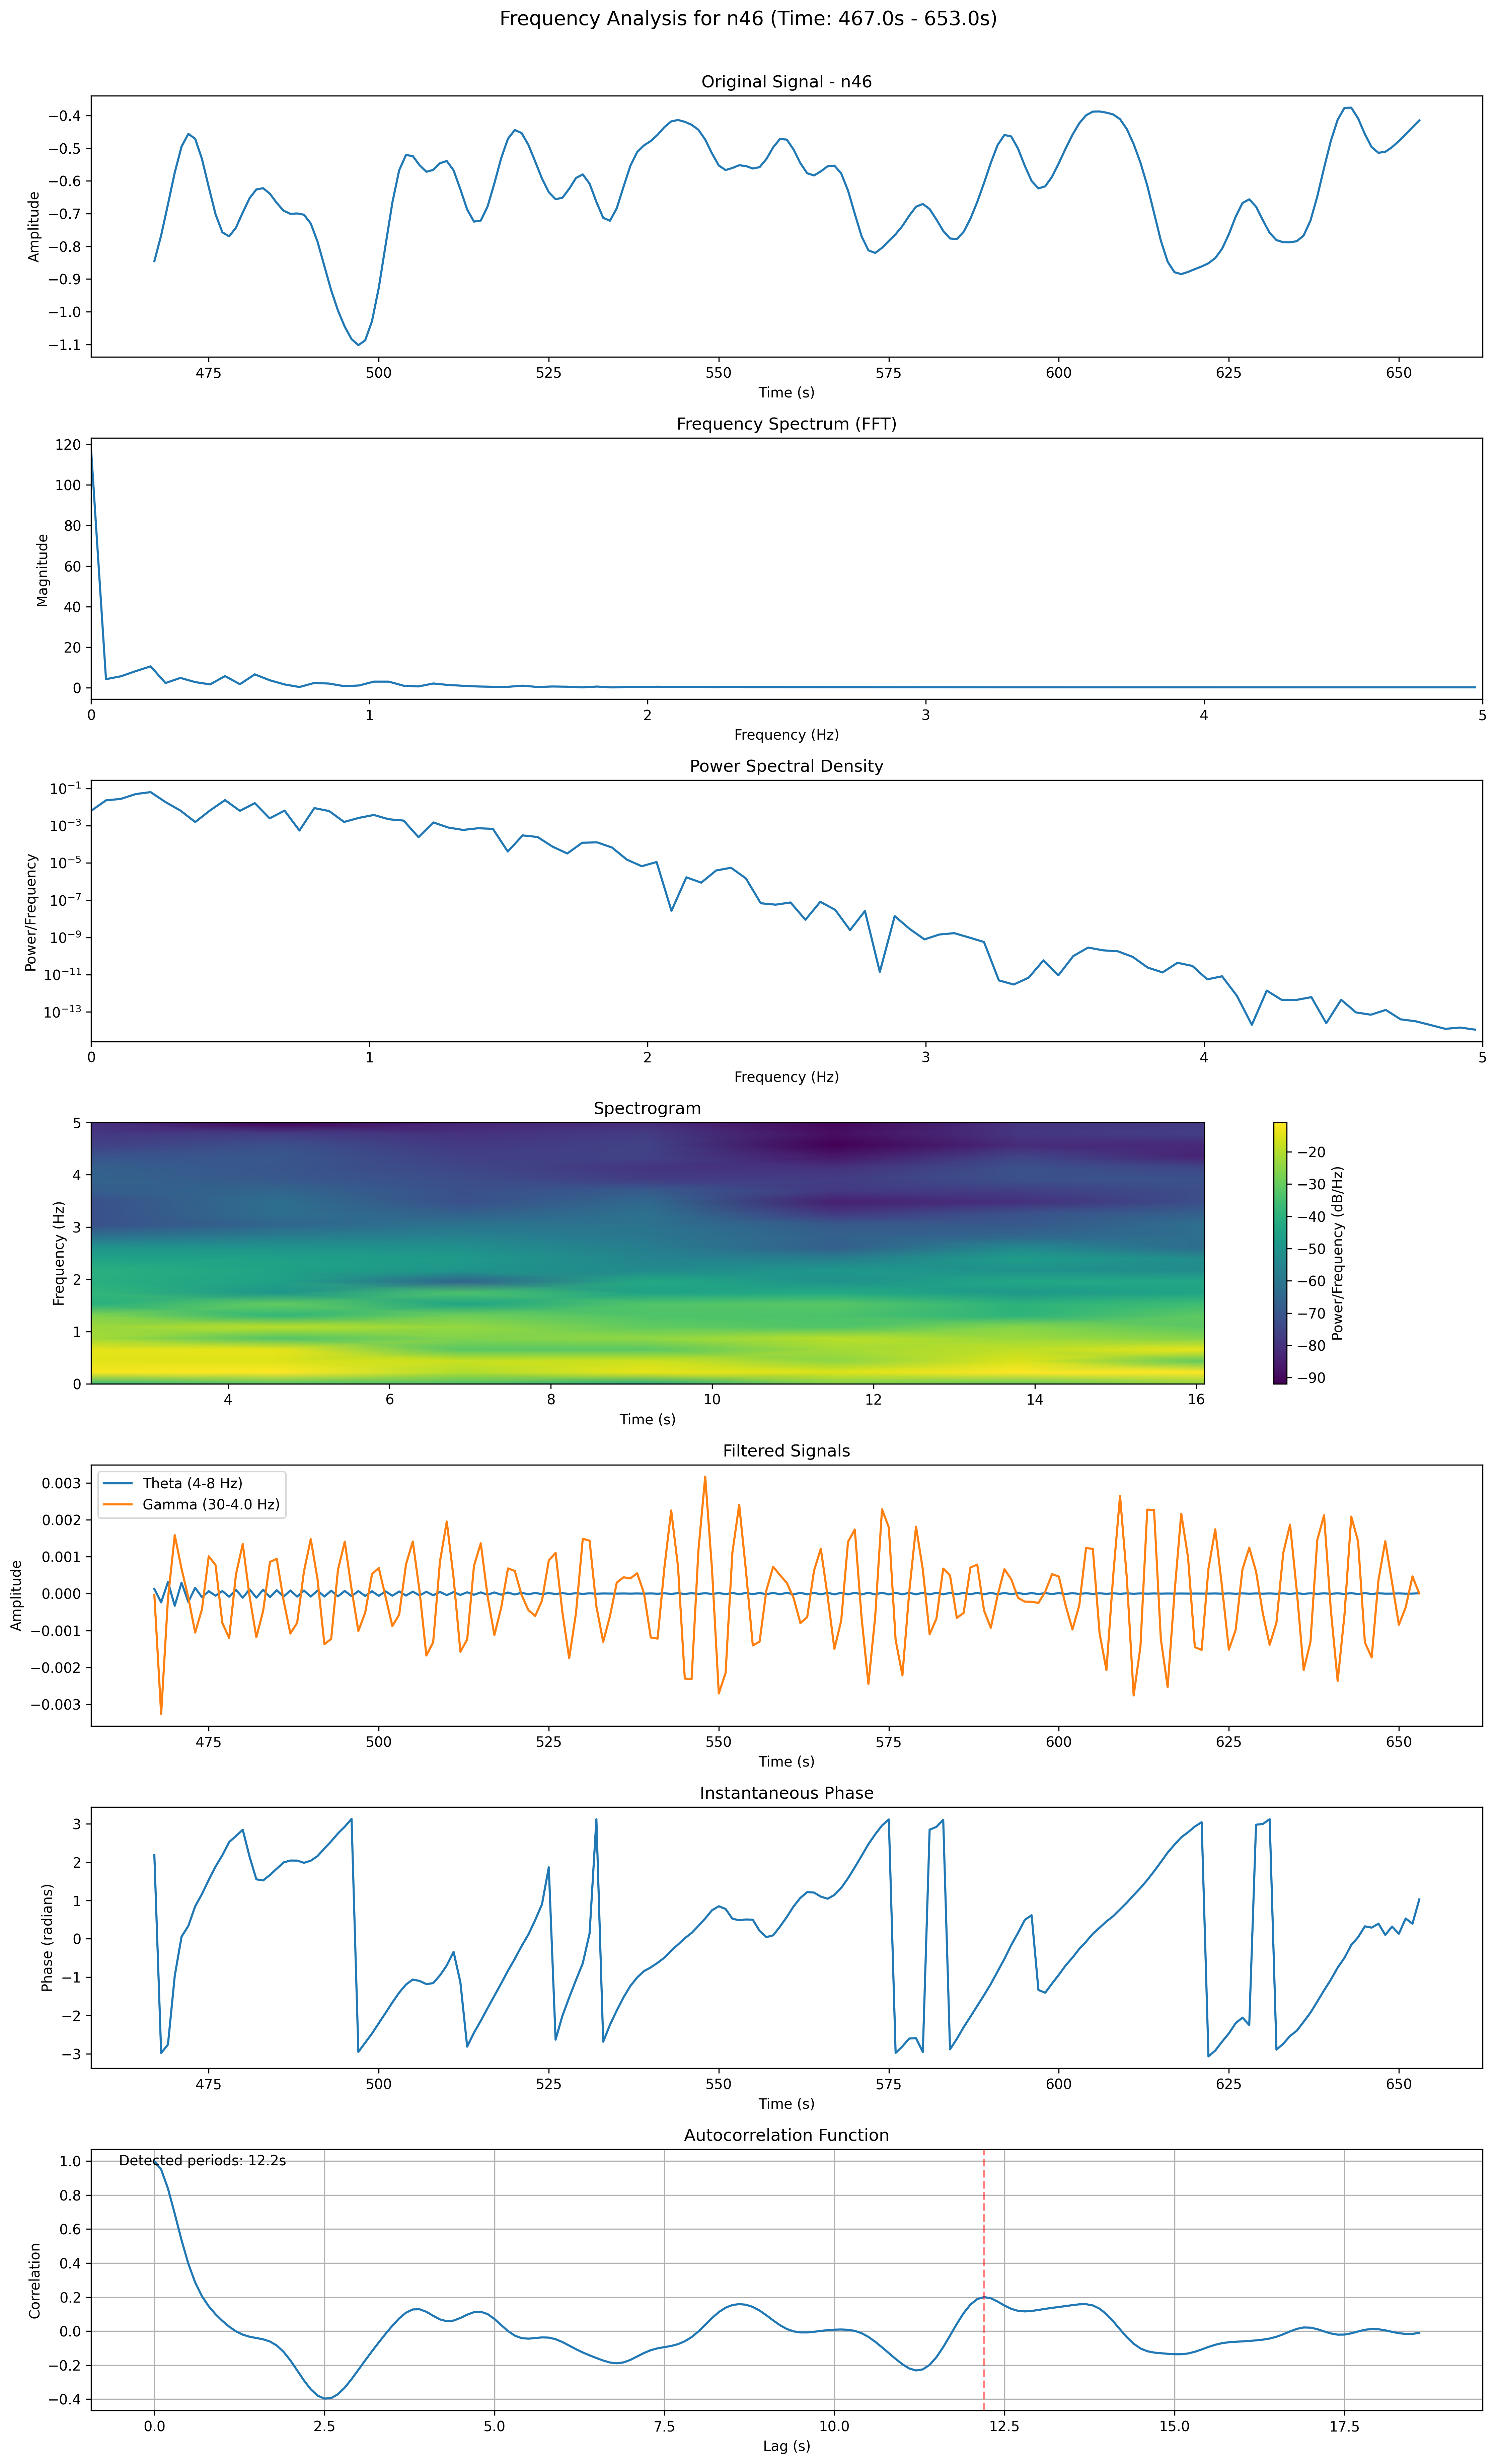 Frequency Analysis for n46 (Time: 467.0s - 653.0s)
Original Signal - n46
Amplitude
−0.4
−0.5
−0.6
−0.7
−0.8
−0.9
−1.0
−1.1
475 500 525 550 575 600 625 650
Time (s)
Frequency Spectrum (FFT)
Magnitude
120
100
80
60
40
20
0
0 1 2 3 4 5
Frequency (Hz)
Power Spectral Density
Power/Frequency
10⁻¹
10⁻³
10⁻⁵
10⁻⁷
10⁻⁹
10⁻¹¹
10⁻¹³
0 1 2 3 4 5
Frequency (Hz)
Spectrogram
Frequency (Hz)
5
4
3
2
1
0
4 6 8 10 12 14 16
Time (s)
−20
−30
−40
−50
−60
−70
−80
−90
Power/Frequency (dB/Hz)
Filtered Signals
Theta (4-8 Hz)
Gamma (30-4.0 Hz)
Amplitude
0.003
0.002
0.001
0.000
−0.001
−0.002
−0.003
475 500 525 550 575 600 625 650
Time (s)
Instantaneous Phase
Phase (radians)
3
2
1
0
−1
−2
−3
475 500 525 550 575 600 625 650
Time (s)
Autocorrelation Function
Detected periods: 12.2s
Correlation
1.0
0.8
0.6
0.4
0.2
0.0
−0.2
−0.4
0.0 2.5 5.0 7.5 10.0 12.5 15.0 17.5
Lag (s)